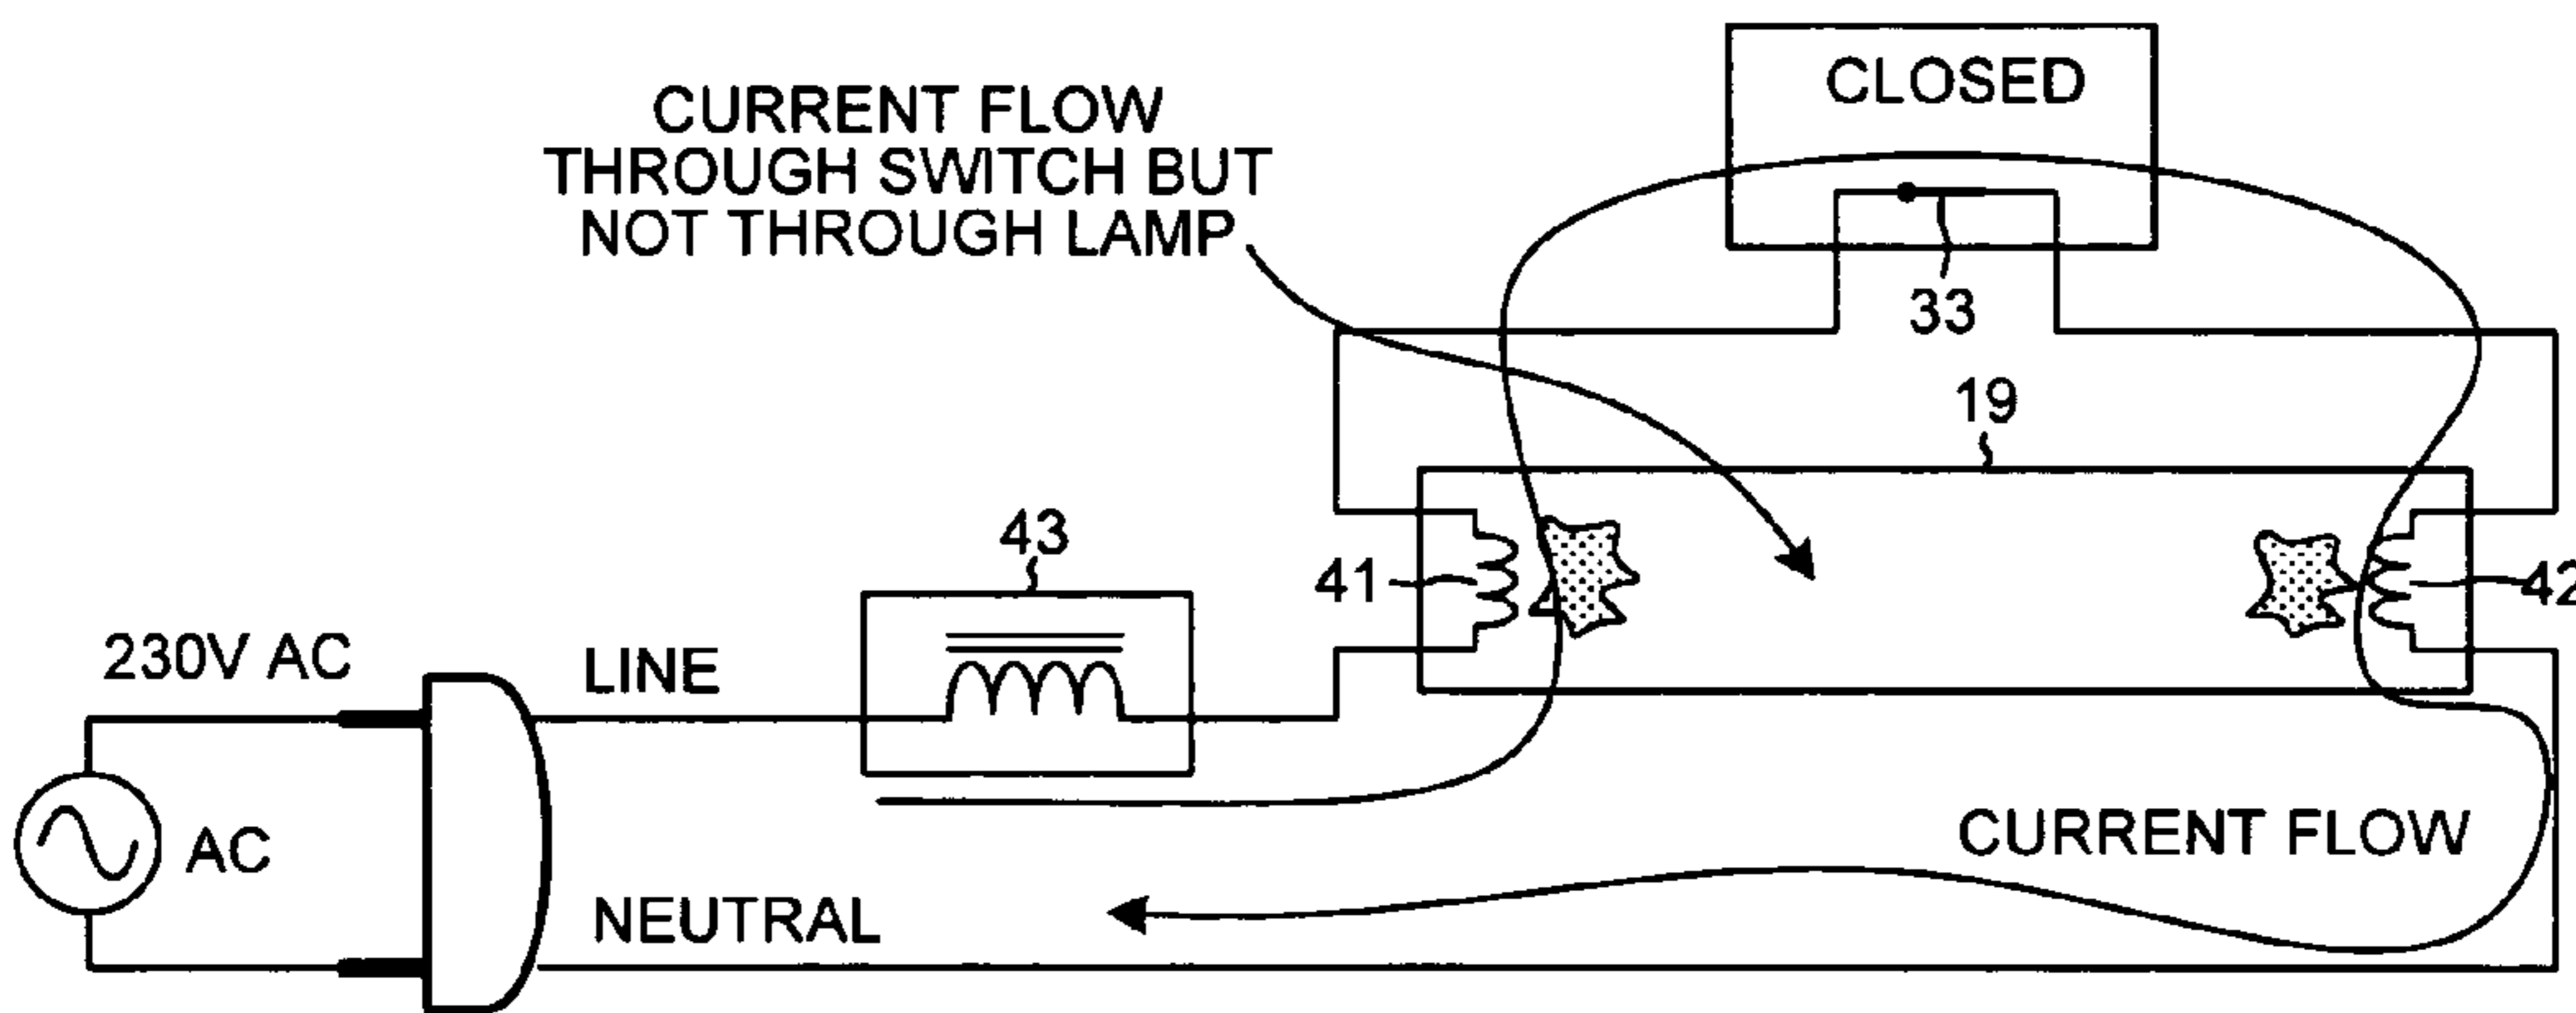 CLOSED
CURRENT FLOW
THROUGH SWITCH BUT
NOT THROUGH LAMP
33
19
43
41
42
230V AC
LINE
AC
CURRENT FLOW
NEUTRAL